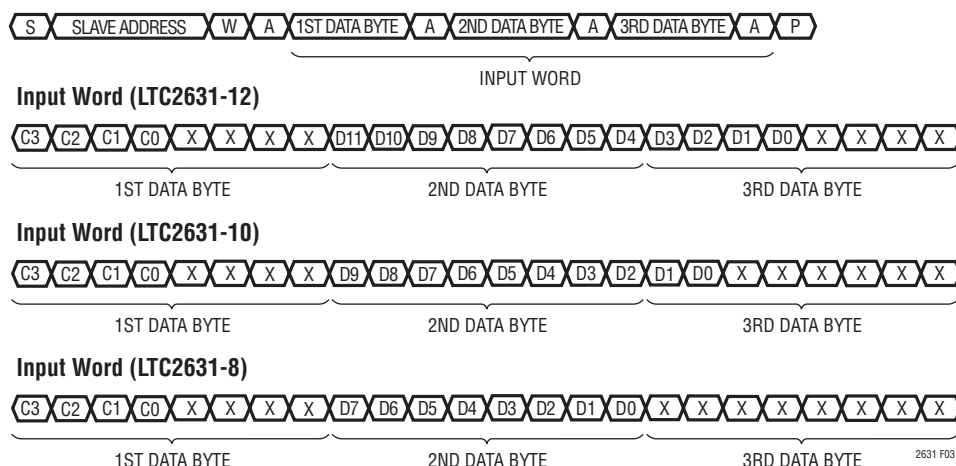 S SLAVE ADDRESS W A 1ST DATA BYTE A 2ND DATA BYTE A 3RD DATA BYTE A P
INPUT WORD
Input Word (LTC2631-12)
C3 C2 C1 C0 X X X X D11 D10 D9 D8 D7 D6 D5 D4 D3 D2 D1 D0 X X X X
1ST DATA BYTE 2ND DATA BYTE 3RD DATA BYTE
Input Word (LTC2631-10)
C3 C2 C1 C0 X X X X D9 D8 D7 D6 D5 D4 D3 D2 D1 D0 X X X X X X
1ST DATA BYTE 2ND DATA BYTE 3RD DATA BYTE
Input Word (LTC2631-8)
C3 C2 C1 C0 X X X X D7 D6 D5 D4 D3 D2 D1 D0 X X X X X X X X
1ST DATA BYTE 2ND DATA BYTE 3RD DATA BYTE 2631 F03